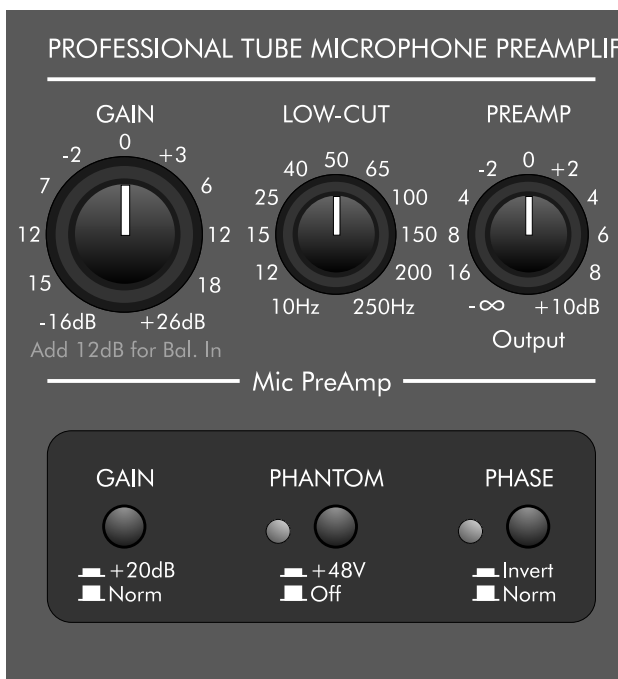 PROFESSIONAL TUBE MICROPHONE PREAMPLIF
GAIN LOW-CUT PREAMP
-2 0 +3 40 50 65 -2 0 +2
7 6 25 100 4 4
12 12 15 150 8 6
15 18 12 200 16 8
-16dB +26dB 10Hz 250Hz -∞ +10dB
Add 12dB for Bal. In Output
Mic PreAmp
GAIN PHANTOM PHASE
+20dB +48V Invert
Norm Off Norm